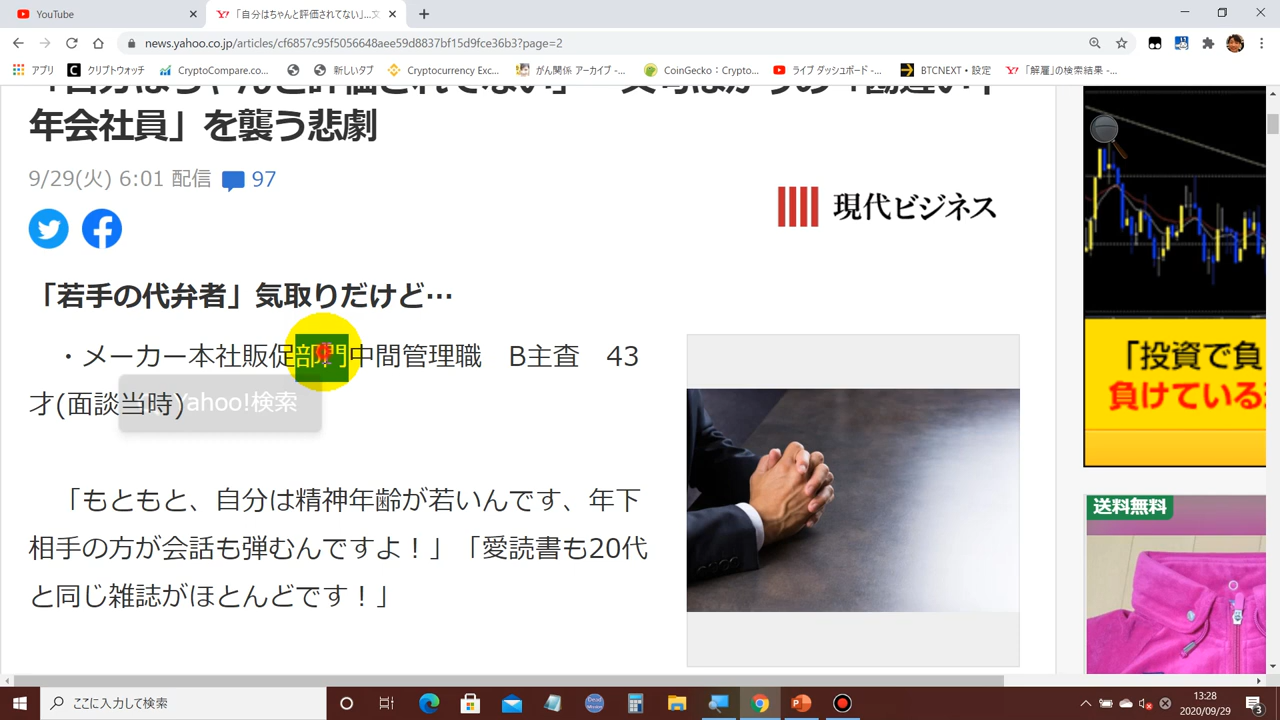 YouTube
「自分はちゃんと評価されてない」…文
news.yahoo.co.jp/articles/cf6857c95f5056648aee59d8837bf15d9fce36b3?page=2
アプリ
クリプトウォッチ
CryptoCompare.co...
新しいタブ
Cryptocurrency Exc...
がん関係 アーカイブ -...
CoinGecko：Crypto...
ライブ ダッシュボード -...
BTCNEXT・設定
「解雇」の検索結果 -...
年会社員」を襲う悲劇
9/29(火) 6:01 配信
97
現代ビジネス
「若手の代弁者」気取りだけど…
・メーカー本社販促部門中間管理職　B主査　43
才(面談当時)
Yahoo!検索
「もともと、自分は精神年齢が若いんです、年下
相手の方が会話も弾むんですよ！」「愛読書も20代
と同じ雑誌がほとんどです！」
「投資で負
負けている
送料無料
ここに入力して検索
13:28
2020/09/29
3